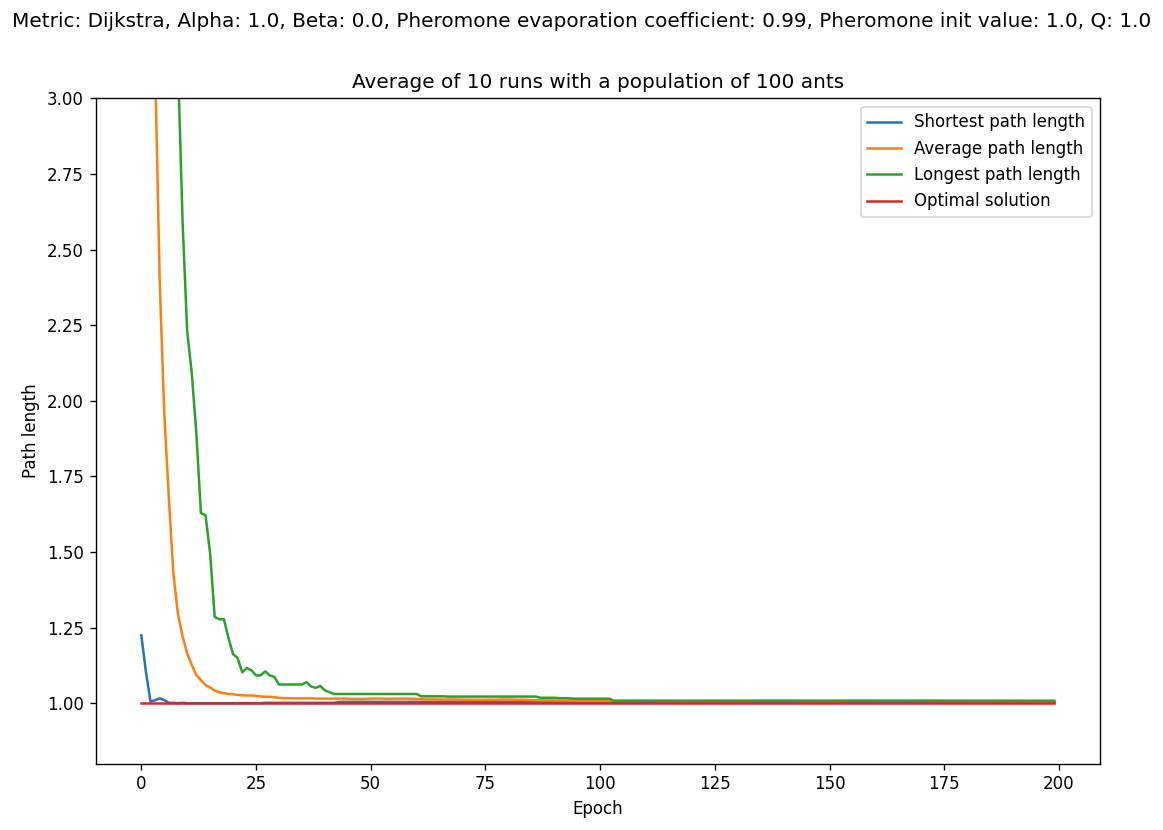 Metric: Dijkstra, Alpha: 1.0, Beta: 0.0, Pheromone evaporation coefficient: 0.99, Pheromone init value: 1.0, Q: 1.0
Average of 10 runs with a population of 100 ants
3.00
2.75
2.50
2.25
2.00
1.75
1.50
1.25
1.00
Path length
Shortest path length
Average path length
Longest path length
Optimal solution
0 25 50 75 100 125 150 175 200
Epoch